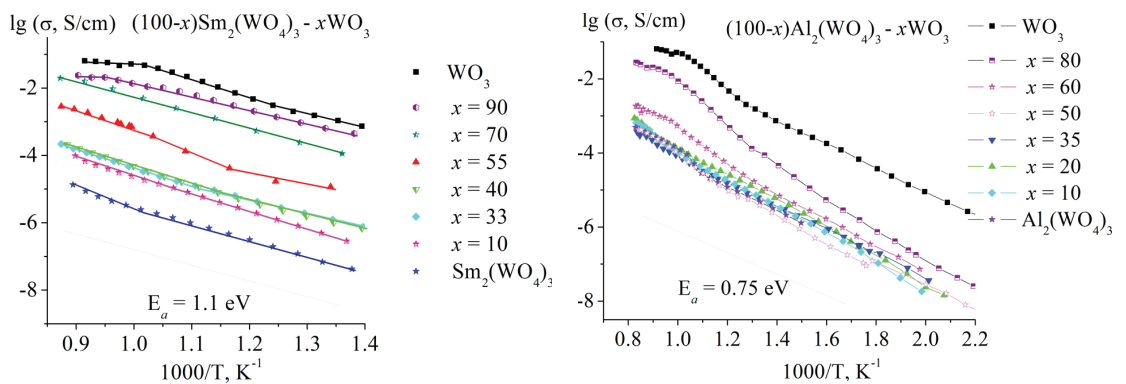 lg (σ, S/cm) (100-x)Sm₂(WO₄)₃ - xWO₃
-2
-4
-6
-8
0.9 1.0 1.1 1.2 1.3 1.4
1000/T, K⁻¹
Eₐ = 1.1 eV
WO₃
x = 90
x = 70
x = 55
x = 40
x = 33
x = 10
Sm₂(WO₄)₃
lg (σ, S/cm)
(100-x)Al₂(WO₄)₃ - xWO₃
-2
-4
-6
-8
0.8 1.0 1.2 1.4 1.6 1.8 2.0 2.2
1000/T, K⁻¹
Eₐ = 0.75 eV
WO₃
x = 80
x = 60
x = 50
x = 35
x = 20
x = 10
Al₂(WO₄)₃